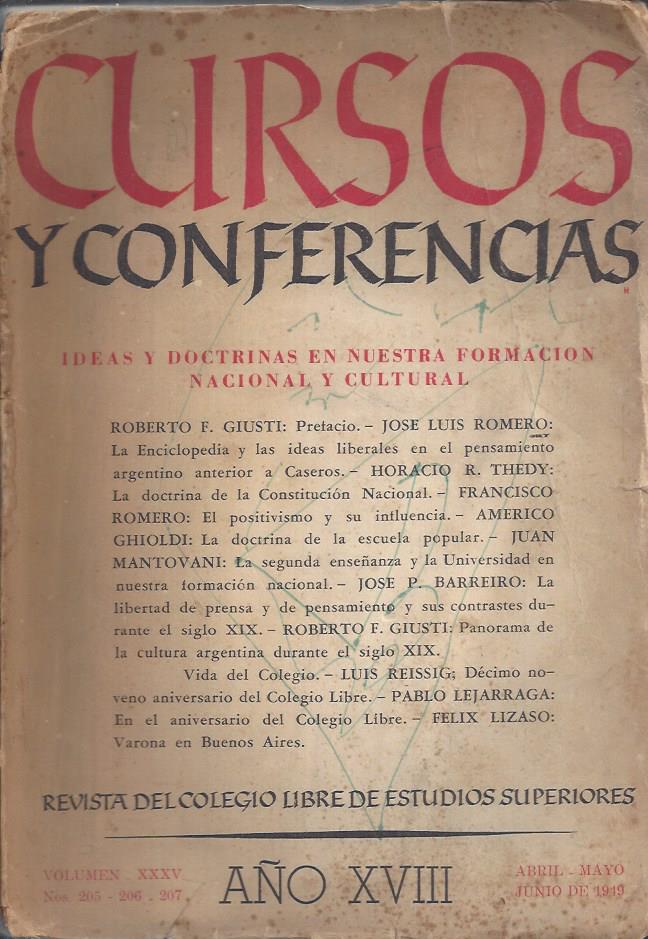 CURSOS
Y CONFERENCIAS
IDEAS Y DOCTRINAS EN NUESTRA FORMACION
NACIONAL Y CULTURAL
ROBERTO F. GIUSTI: Prefacio. – JOSE LUIS ROMERO:
La Enciclopedia y las ideas liberales en el pensamiento
argentino anterior a Caseros. – HORACIO R. THEDY:
La doctrina de la Constitución Nacional. – FRANCISCO
ROMERO: El positivismo y su influencia. – AMERICO
GHIOLDI: La doctrina de la escuela popular. – JUAN
MANTOVANI: La segunda enseñanza y la Universidad en
nuestra formación nacional. – JOSE P. BARREIRO: La
libertad de prensa y de pensamiento y sus contrastes du-
rante el siglo XIX. – ROBERTO F. GIUSTI: Panorama de
la cultura argentina durante el siglo XIX.
Vida del Colegio. – LUIS REISSIG; Décimo no-
veno aniversario del Colegio Libre. – PABLO LEJARRAGA:
En el aniversario del Colegio Libre. – FELIX LIZASO:
Varona en Buenos Aires.
REVISTA DEL COLEGIO LIBRE DE ESTUDIOS SUPERIORES
VOLUMEN XXXV
Nos. 205 - 206 - 207
AÑO XVIII
ABRIL - MAYO
JUNIO DE 1949